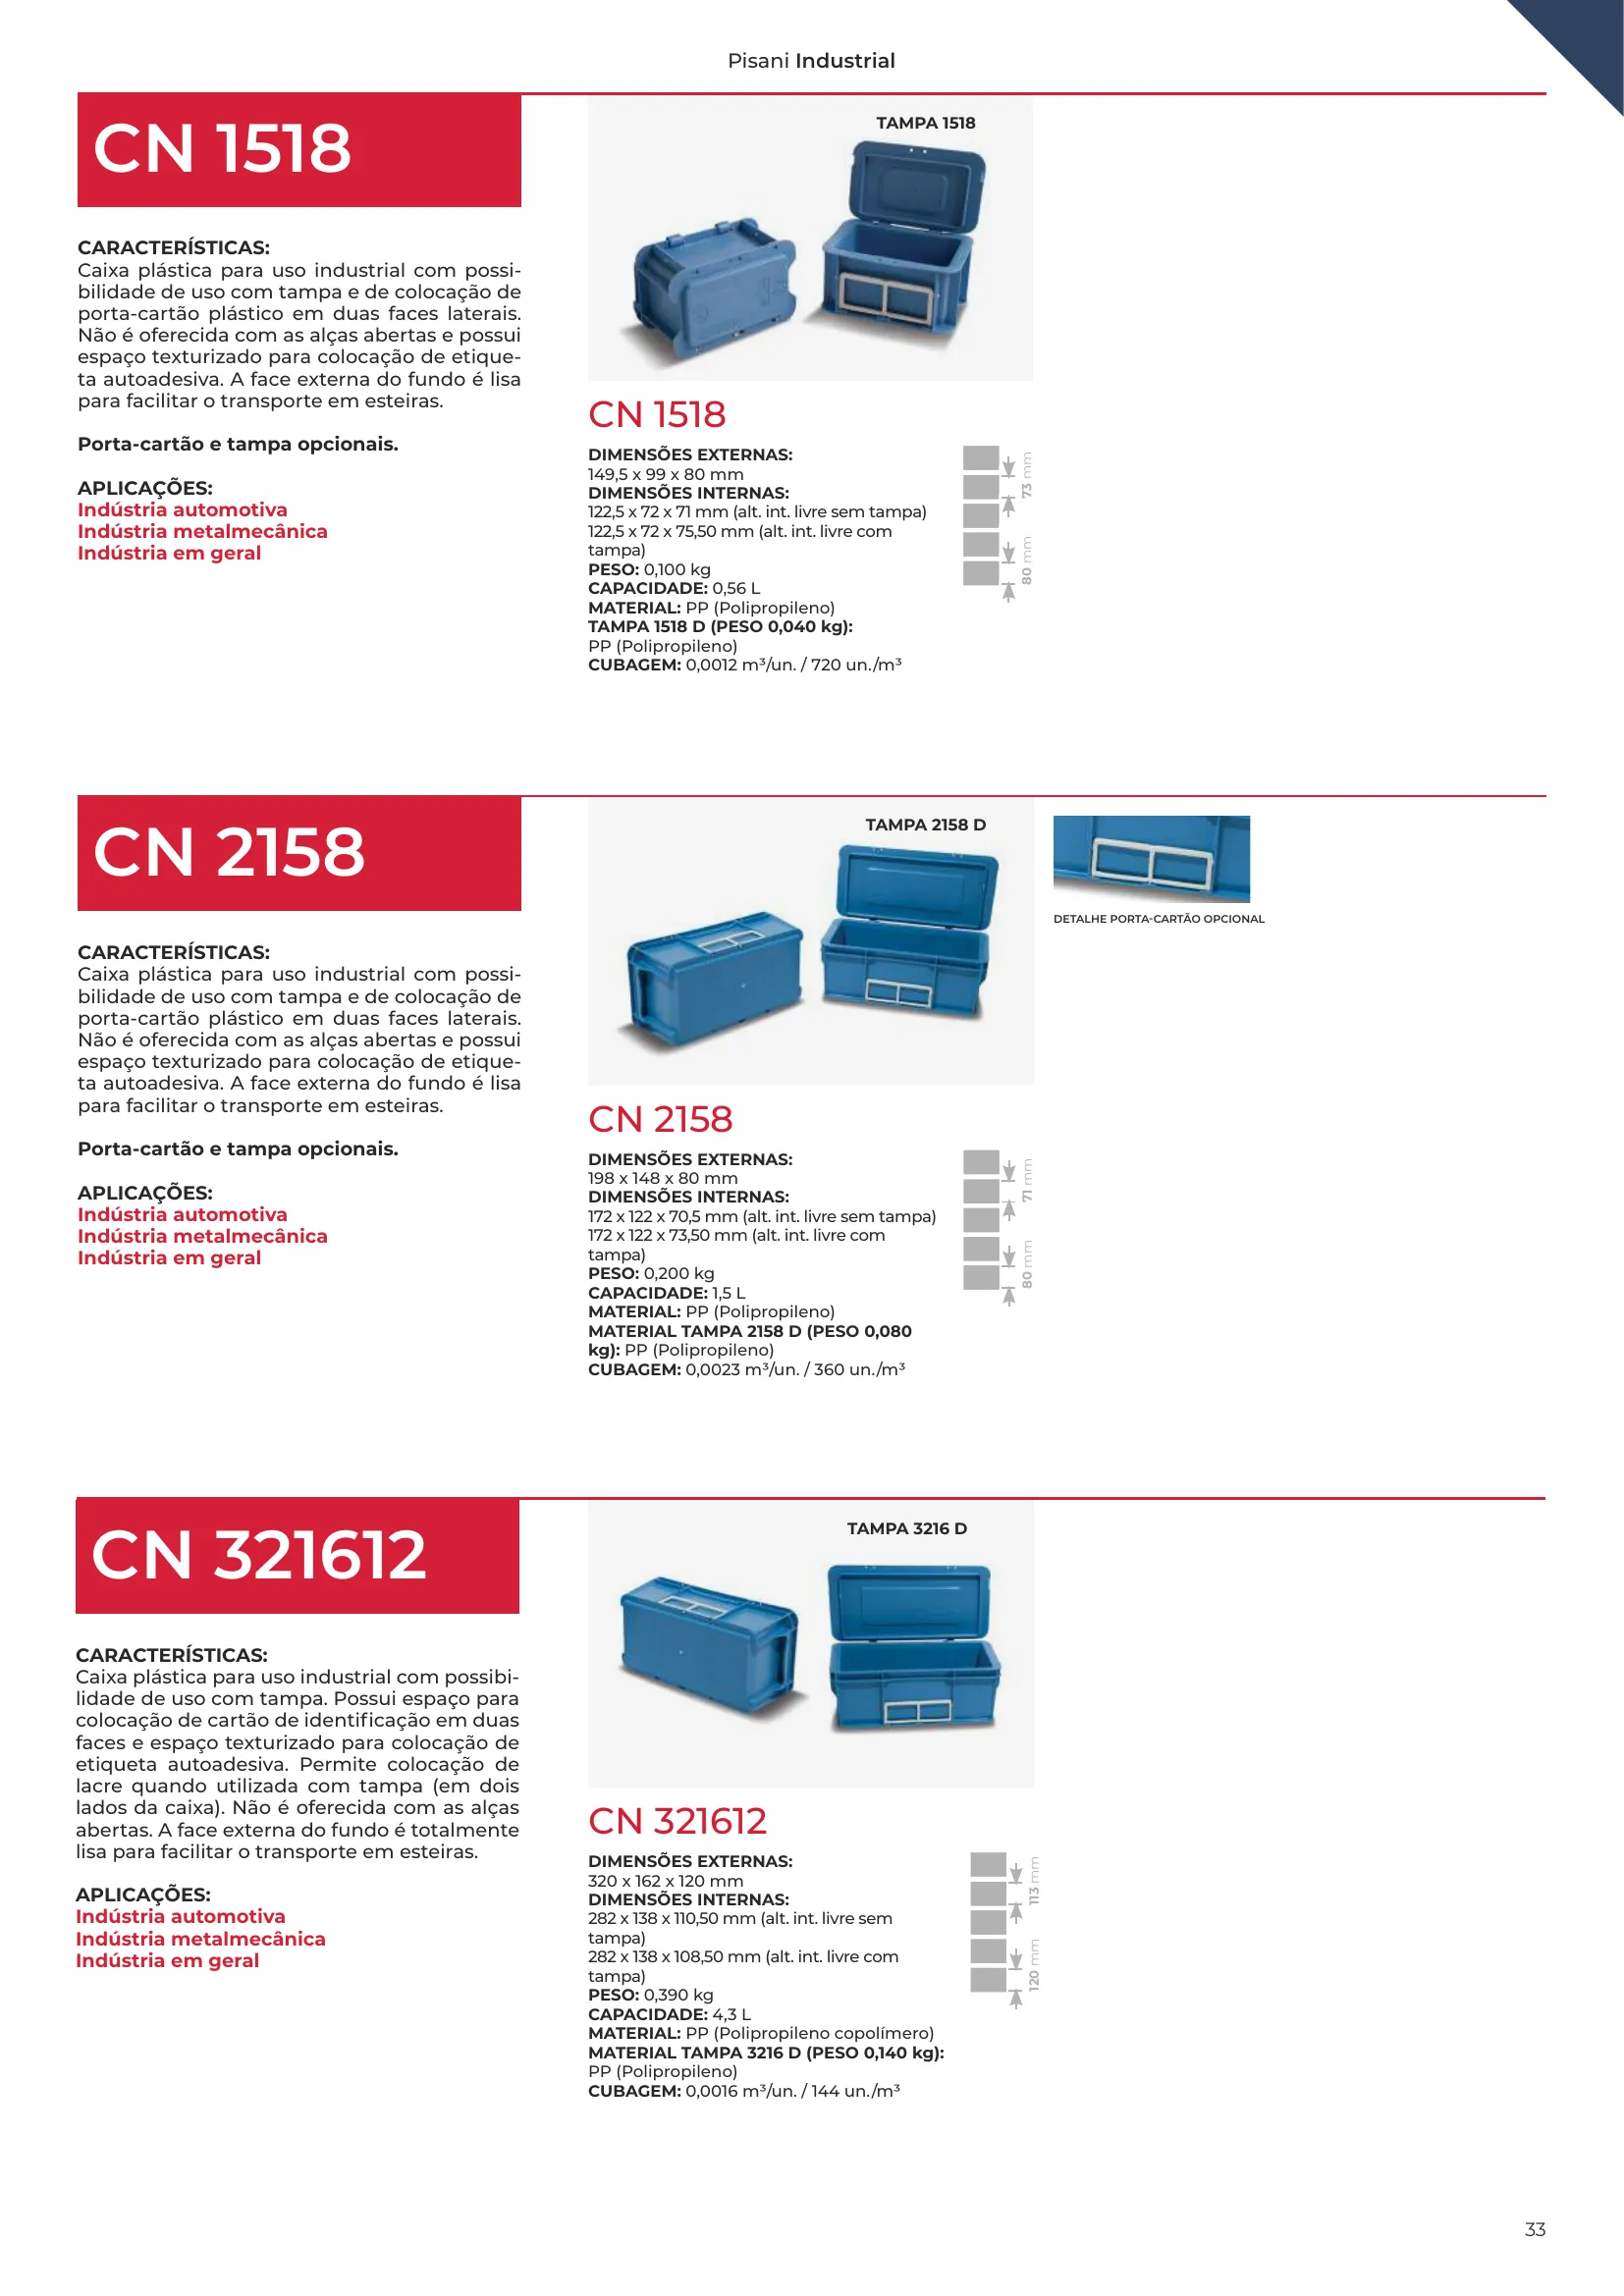 Pisani Industrial
CN 1518
CARACTERÍSTICAS:
Caixa plástica para uso industrial com possi-
bilidade de uso com tampa e de colocação de
porta-cartão plástico em duas faces laterais.
Não é oferecida com as alças abertas e possui
espaço texturizado para colocação de etique-
ta autoadesiva. A face externa do fundo é lisa
para facilitar o transporte em esteiras.
Porta-cartão e tampa opcionais.
APLICAÇÕES:
Indústria automotiva
Indústria metalmecânica
Indústria em geral
TAMPA 1518
CN 1518
DIMENSÕES EXTERNAS:
149,5 x 99 x 80 mm
DIMENSÕES INTERNAS:
122,5 x 72 x 71 mm (alt. int. livre sem tampa)
122,5 x 72 x 75,50 mm (alt. int. livre com
tampa)
PESO: 0,100 kg
CAPACIDADE: 0,56 L
MATERIAL: PP (Polipropileno)
TAMPA 1518 D (PESO 0,040 kg):
PP (Polipropileno)
CUBAGEM: 0,0012 m³/un. / 720 un./m³
73 mm
80 mm
CN 2158
CARACTERÍSTICAS:
Caixa plástica para uso industrial com possi-
bilidade de uso com tampa e de colocação de
porta-cartão plástico em duas faces laterais.
Não é oferecida com as alças abertas e possui
espaço texturizado para colocação de etique-
ta autoadesiva. A face externa do fundo é lisa
para facilitar o transporte em esteiras.
Porta-cartão e tampa opcionais.
APLICAÇÕES:
Indústria automotiva
Indústria metalmecânica
Indústria em geral
TAMPA 2158 D
DETALHE PORTA-CARTÃO OPCIONAL
CN 2158
DIMENSÕES EXTERNAS:
198 x 148 x 80 mm
DIMENSÕES INTERNAS:
172 x 122 x 70,5 mm (alt. int. livre sem tampa)
172 x 122 x 73,50 mm (alt. int. livre com
tampa)
PESO: 0,200 kg
CAPACIDADE: 1,5 L
MATERIAL: PP (Polipropileno)
MATERIAL TAMPA 2158 D (PESO 0,080
kg): PP (Polipropileno)
CUBAGEM: 0,0023 m³/un. / 360 un./m³
71 mm
80 mm
CN 321612
CARACTERÍSTICAS:
Caixa plástica para uso industrial com possibi-
lidade de uso com tampa. Possui espaço para
colocação de cartão de identificação em duas
faces e espaço texturizado para colocação de
etiqueta autoadesiva. Permite colocação de
lacre quando utilizada com tampa (em dois
lados da caixa). Não é oferecida com as alças
abertas. A face externa do fundo é totalmente
lisa para facilitar o transporte em esteiras.
APLICAÇÕES:
Indústria automotiva
Indústria metalmecânica
Indústria em geral
TAMPA 3216 D
CN 321612
DIMENSÕES EXTERNAS:
320 x 162 x 120 mm
DIMENSÕES INTERNAS:
282 x 138 x 110,50 mm (alt. int. livre sem
tampa)
282 x 138 x 108,50 mm (alt. int. livre com
tampa)
PESO: 0,390 kg
CAPACIDADE: 4,3 L
MATERIAL: PP (Polipropileno copolímero)
MATERIAL TAMPA 3216 D (PESO 0,140 kg):
PP (Polipropileno)
CUBAGEM: 0,0016 m³/un. / 144 un./m³
113 mm
120 mm
33